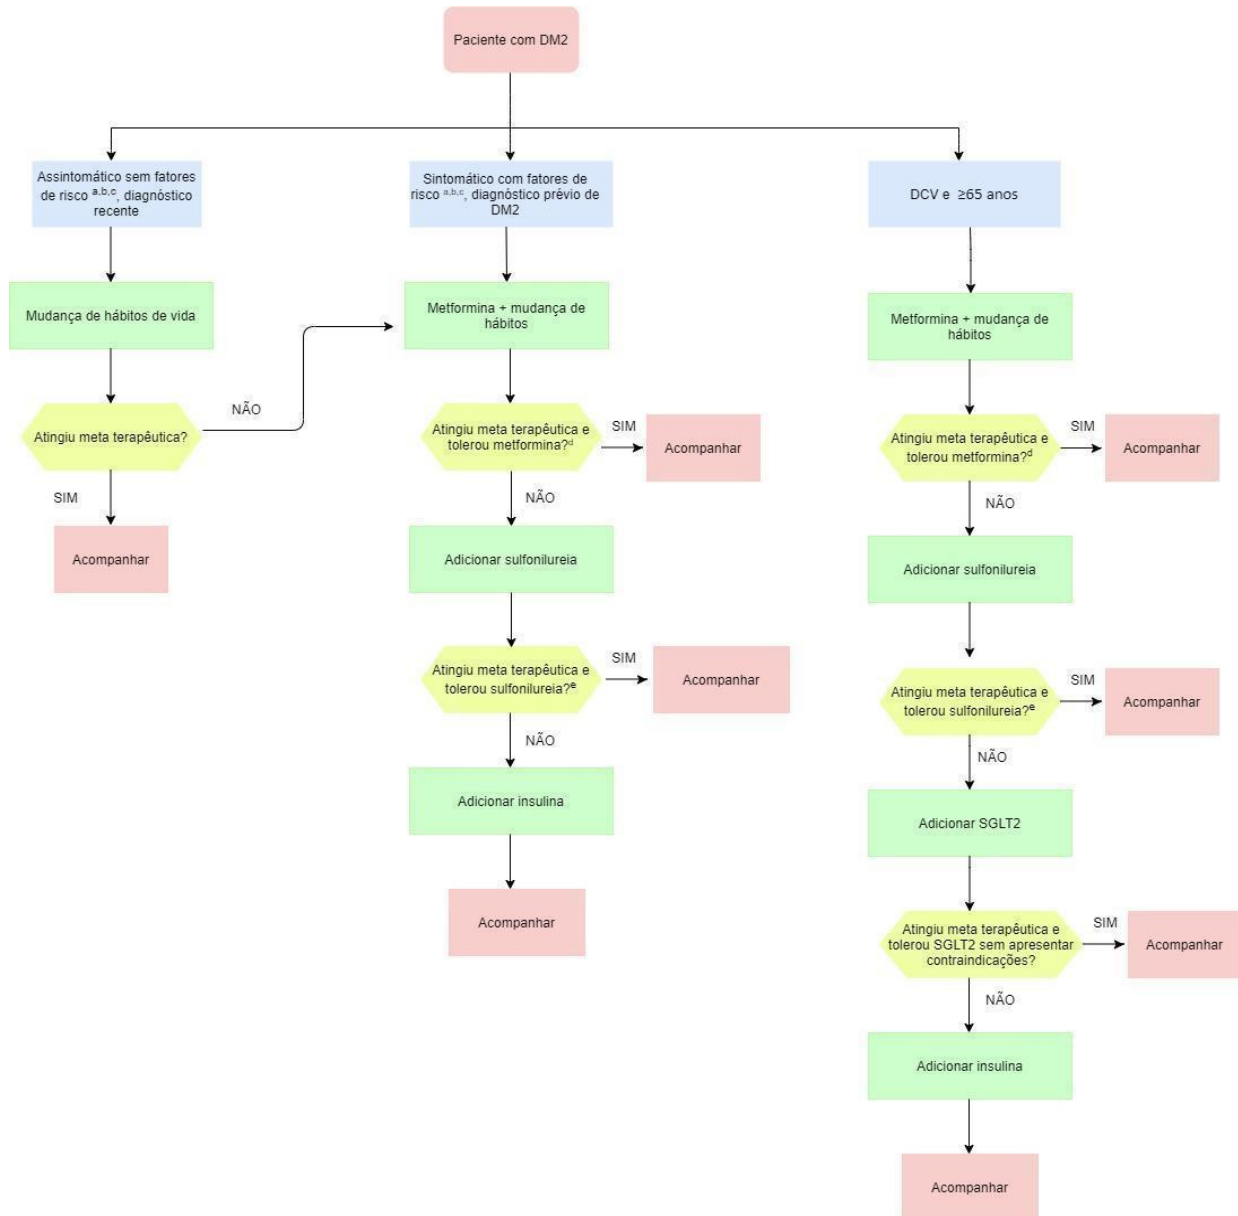 Paciente com DM2
Assintomático sem fatores
de risco a,b,c, diagnóstico
recente
Mudança de hábitos de vida
Atingiu meta terapêutica?
NÃO
SIM
Acompanhar
Sintomático com fatores de
risco a,b,c, diagnóstico prévio de
DM2
Metformina + mudança de
hábitos
Atingiu meta terapêutica e
tolerou metformina?d
SIM
Acompanhar
NÃO
Adicionar sulfonilureia
Atingiu meta terapêutica e
tolerou sulfonilureia?e
SIM
Acompanhar
NÃO
Adicionar insulina
Acompanhar
DCV e ≥65 anos
Metformina + mudança de
hábitos
Atingiu meta terapêutica e
tolerou metformina?d
SIM
Acompanhar
NÃO
Adicionar sulfonilureia
Atingiu meta terapêutica e
tolerou sulfonilureia?e
SIM
Acompanhar
NÃO
Adicionar SGLT2
Atingiu meta terapêutica e
tolerou SGLT2 sem apresentar
contraindicações?
SIM
Acompanhar
NÃO
Adicionar insulina
Acompanhar